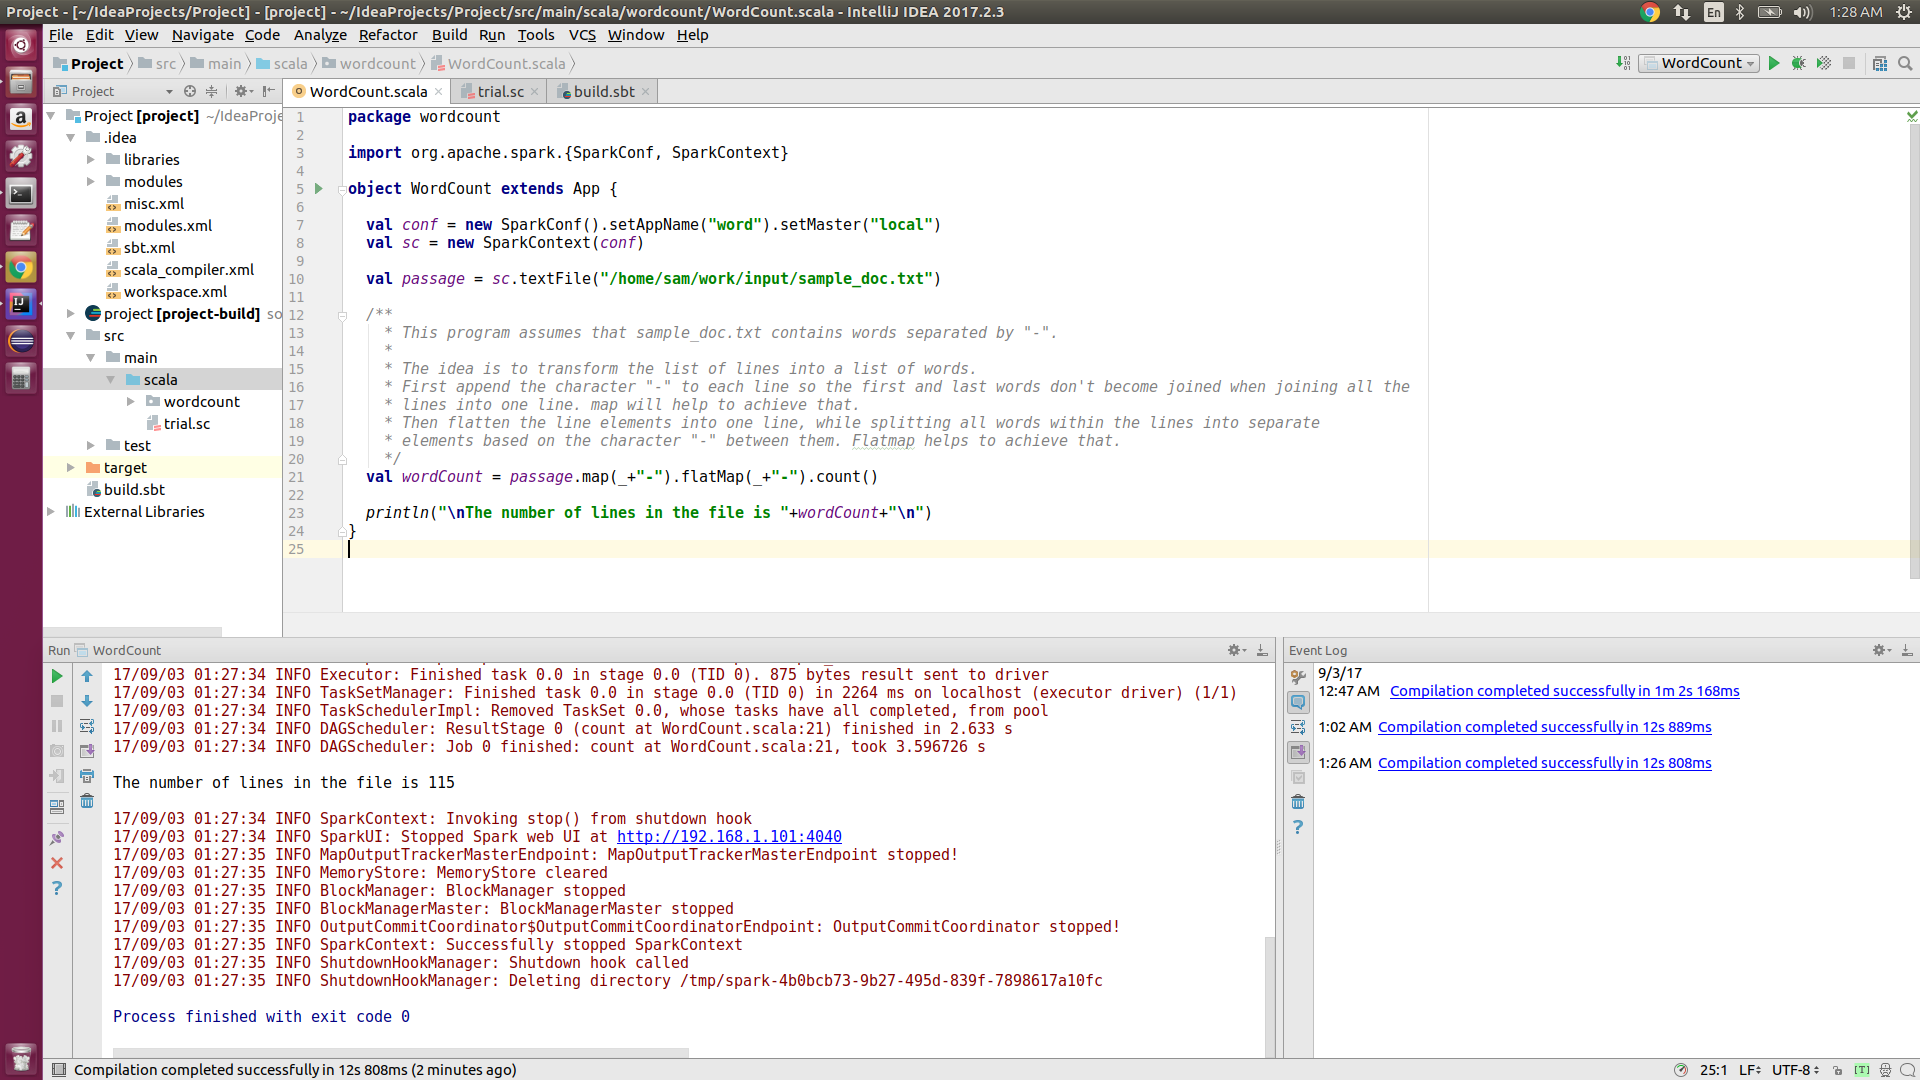 Project - [~/IdeaProjects/Project] - [project] - ~/IdeaProjects/Project/src/main/scala/wordcount/WordCount.scala - IntelliJ IDEA 2017.2.3
En
1:28 AM
File Edit View Navigate Code Analyze Refactor Build Run Tools VCS Window Help
Project src main scala wordcount WordCount.scala
WordCount
Project
WordCount.scala trial.sc build.sbt
Project [project] ~/IdeaProje
.idea
libraries
modules
misc.xml
modules.xml
sbt.xml
scala_compiler.xml
workspace.xml
project [project-build] so
src
main
scala
wordcount
trial.sc
test
target
build.sbt
External Libraries
1 package wordcount
2
3 import org.apache.spark.{SparkConf, SparkContext}
4
5 object WordCount extends App {
6
7 val conf = new SparkConf().setAppName("word").setMaster("local")
8 val sc = new SparkContext(conf)
9
10 val passage = sc.textFile("/home/sam/work/input/sample_doc.txt")
11
12 /**
13 * This program assumes that sample_doc.txt contains words separated by "-".
14 *
15 * The idea is to transform the list of lines into a list of words.
16 * First append the character "-" to each line so the first and last words don't become joined when joining all the
17 * lines into one line. map will help to achieve that.
18 * Then flatten the line elements into one line, while splitting all words within the lines into separate
19 * elements based on the character "-" between them. Flatmap helps to achieve that.
20 */
21 val wordCount = passage.map(_+"-").flatMap(_+"-").count()
22
23 println("\nThe number of lines in the file is "+wordCount+"\n")
24 }
25
Run WordCount
17/09/03 01:27:34 INFO Executor: Finished task 0.0 in stage 0.0 (TID 0). 875 bytes result sent to driver
17/09/03 01:27:34 INFO TaskSetManager: Finished task 0.0 in stage 0.0 (TID 0) in 2264 ms on localhost (executor driver) (1/1)
17/09/03 01:27:34 INFO TaskSchedulerImpl: Removed TaskSet 0.0, whose tasks have all completed, from pool
17/09/03 01:27:34 INFO DAGScheduler: ResultStage 0 (count at WordCount.scala:21) finished in 2.633 s
17/09/03 01:27:34 INFO DAGScheduler: Job 0 finished: count at WordCount.scala:21, took 3.596726 s
The number of lines in the file is 115
17/09/03 01:27:34 INFO SparkContext: Invoking stop() from shutdown hook
17/09/03 01:27:34 INFO SparkUI: Stopped Spark web UI at http://192.168.1.101:4040
17/09/03 01:27:35 INFO MapOutputTrackerMasterEndpoint: MapOutputTrackerMasterEndpoint stopped!
17/09/03 01:27:35 INFO MemoryStore: MemoryStore cleared
17/09/03 01:27:35 INFO BlockManager: BlockManager stopped
17/09/03 01:27:35 INFO BlockManagerMaster: BlockManagerMaster stopped
17/09/03 01:27:35 INFO OutputCommitCoordinator$OutputCommitCoordinatorEndpoint: OutputCommitCoordinator stopped!
17/09/03 01:27:35 INFO SparkContext: Successfully stopped SparkContext
17/09/03 01:27:35 INFO ShutdownHookManager: Shutdown hook called
17/09/03 01:27:35 INFO ShutdownHookManager: Deleting directory /tmp/spark-4b0bcb73-9b27-495d-839f-7898617a10fc
Process finished with exit code 0
Event Log
9/3/17
12:47 AM Compilation completed successfully in 1m 2s 168ms
1:02 AM Compilation completed successfully in 12s 889ms
1:26 AM Compilation completed successfully in 12s 808ms
Compilation completed successfully in 12s 808ms (2 minutes ago)
25:1 LF UTF-8 [T]